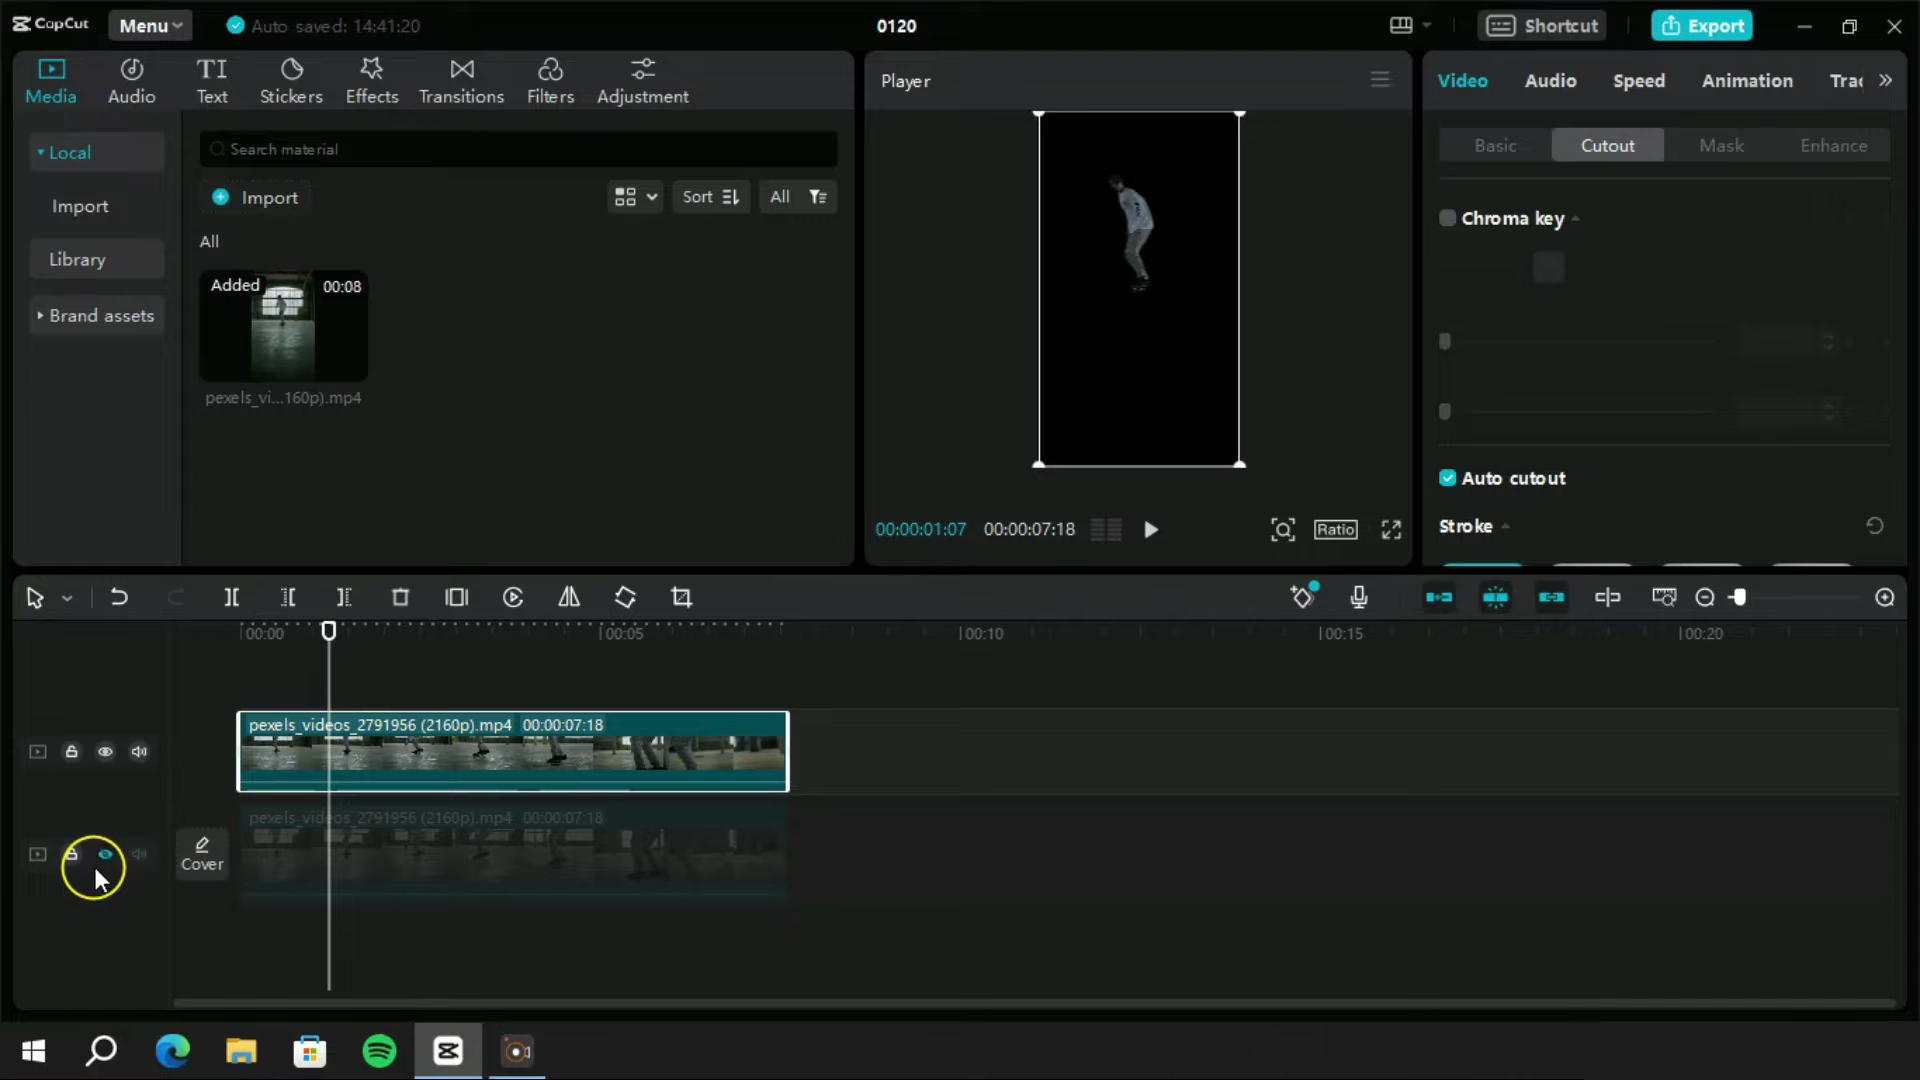 CapCut
Menu
Auto saved: 14:41:20
0120
Shortcut
Export
Media
Audio
Text
Stickers
Effects
Transitions
Filters
Adjustment
Local
Import
Library
Brand assets
Search material
Import
Sort
All
All
Added
00:08
pexels_vi...160p).mp4
Player
00:00:01:07
00:00:07:18
Ratio
Video
Audio
Speed
Animation
Trac
Basic
Cutout
Mask
Enhance
Chroma key
Auto cutout
Stroke
00:00
00:05
00:10
00:15
00:20
pexels_videos_2791956 (2160p).mp4 00:00:07:18
pexels_videos_2791956 (2160p).mp4 00:00:07:18
Cover